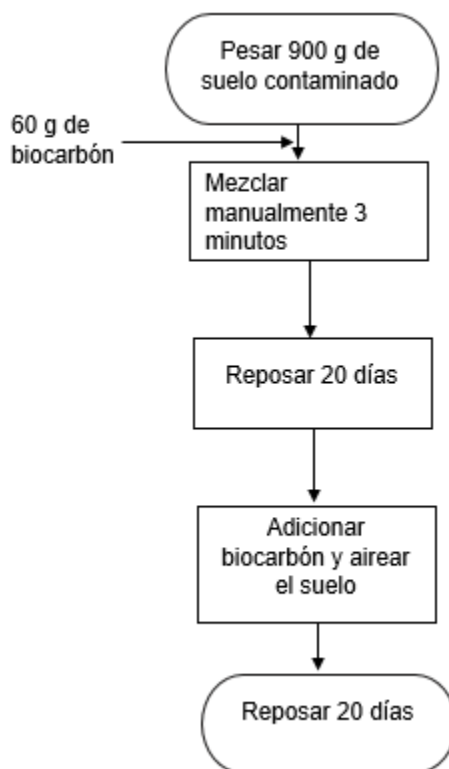 Pesar 900 g de
suelo contaminado
60 g de
biocarbón
Mezclar
manualmente 3
minutos
Reposar 20 días
Adicionar
biocarbón y airear
el suelo
Reposar 20 días